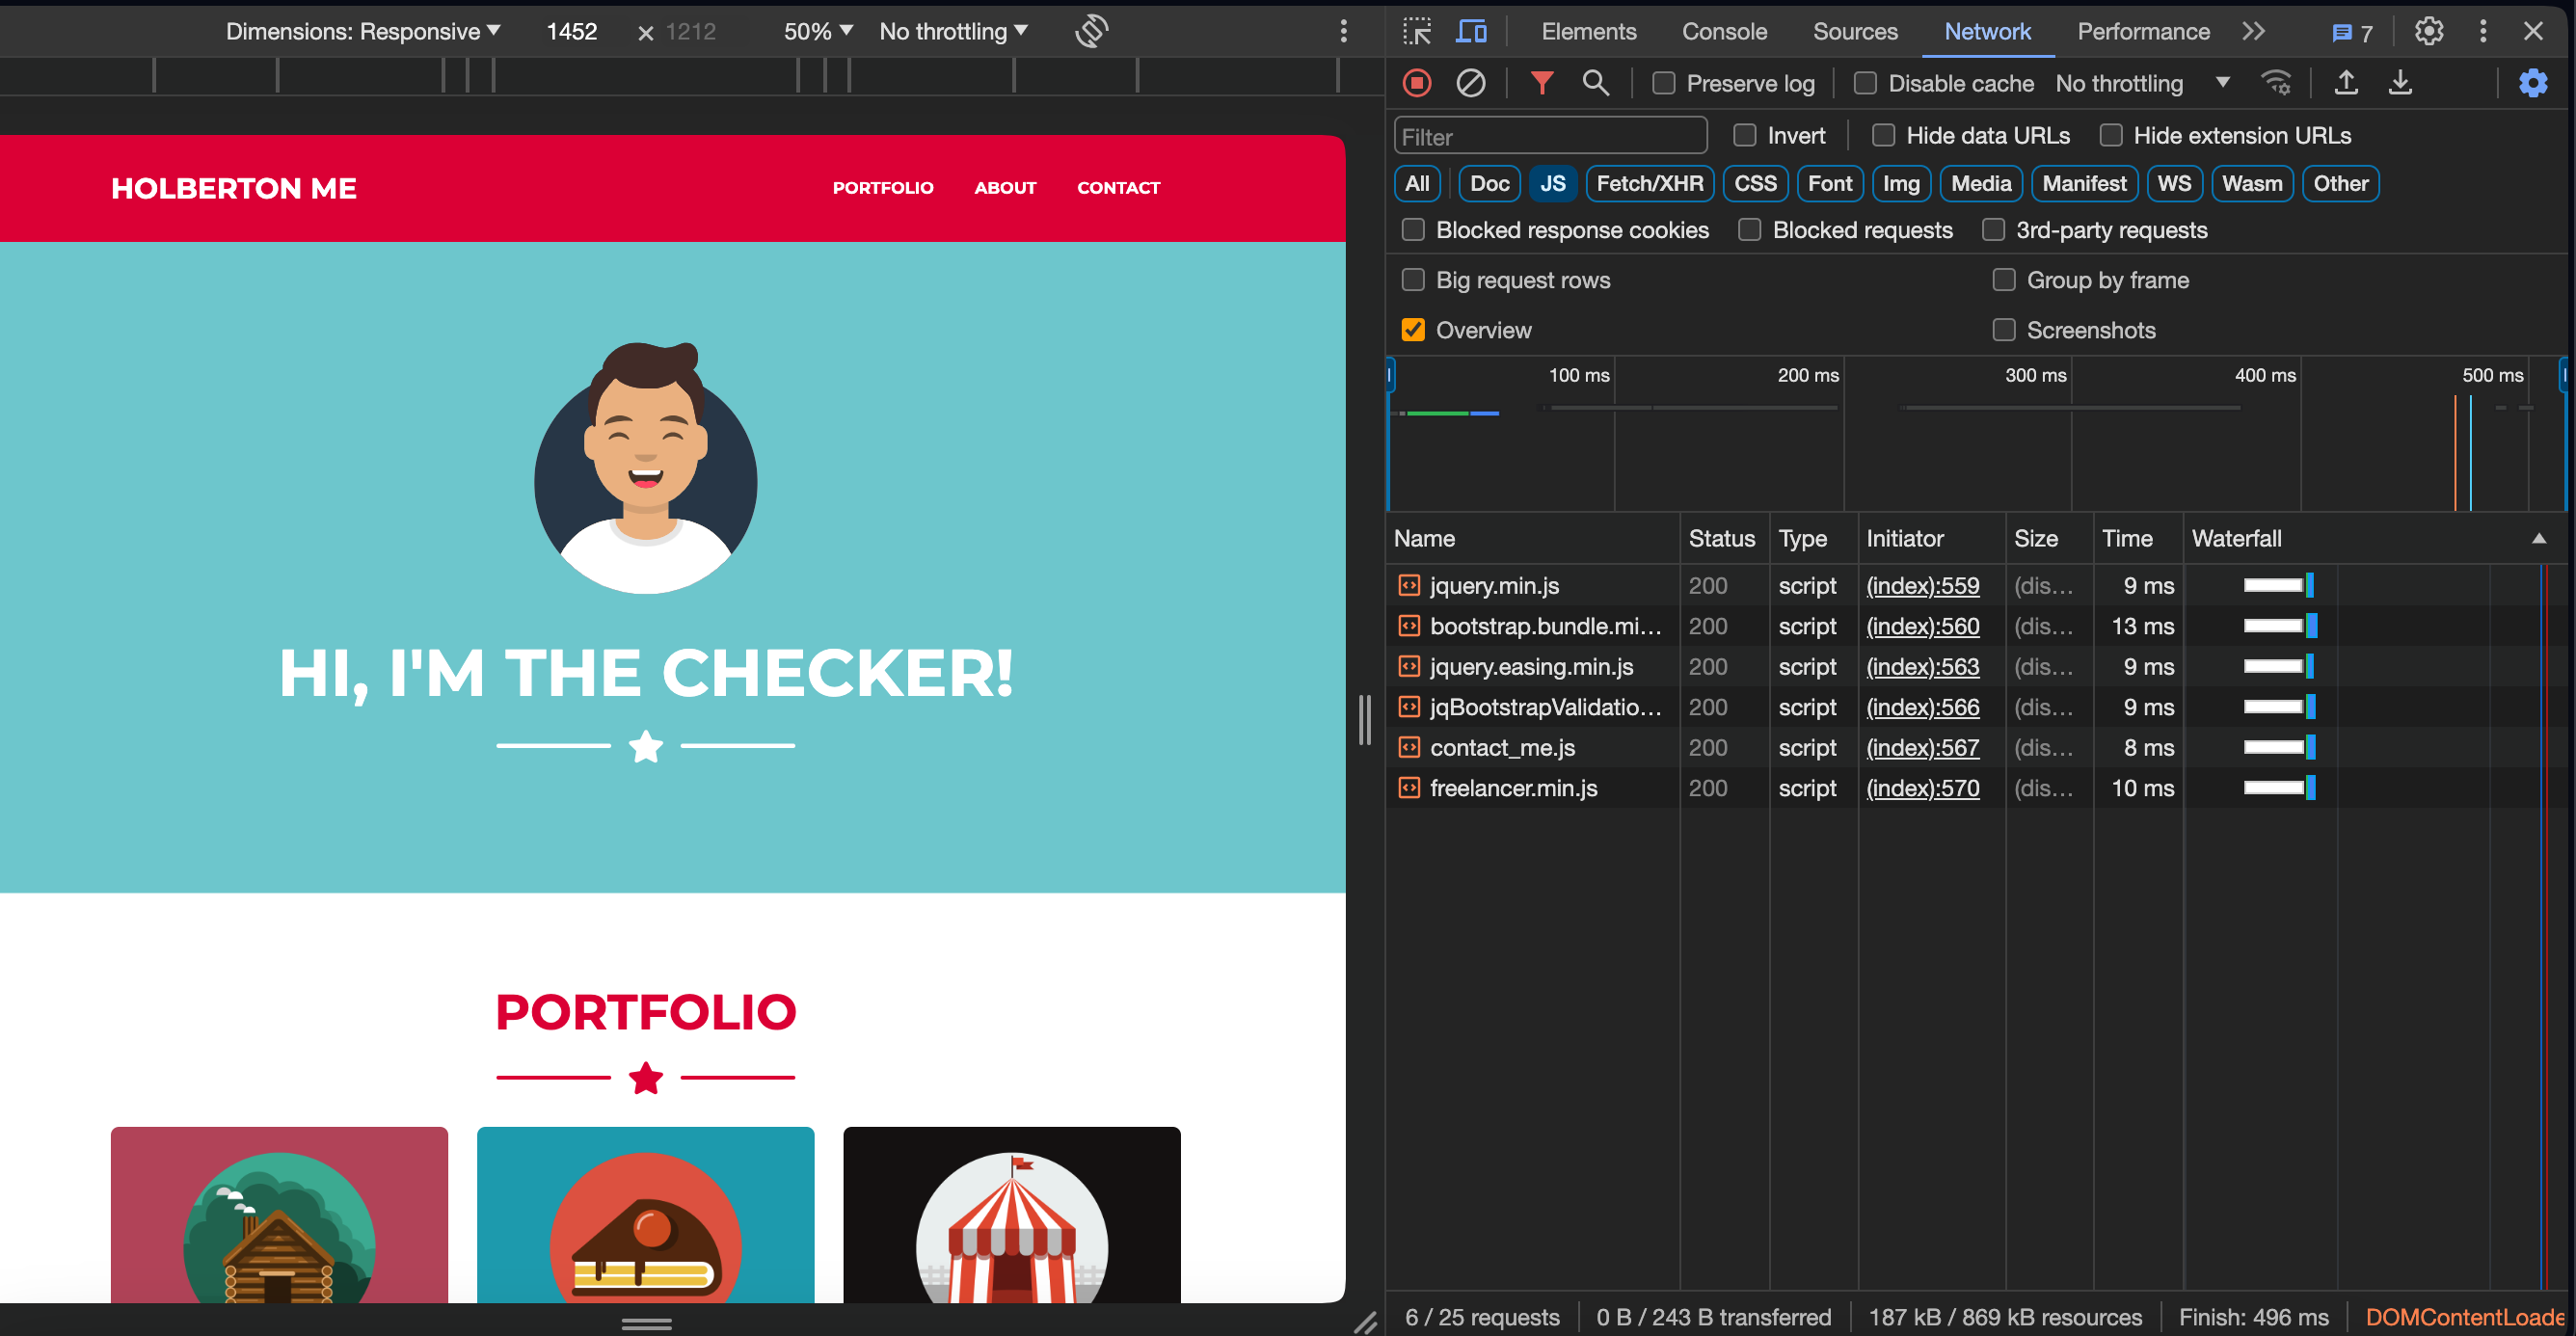 Dimensions: Responsive 1452 × 1212 50% No throttling
HOLBERTON ME PORTFOLIO ABOUT CONTACT
HI, I'M THE CHECKER!
PORTFOLIO
Elements Console Sources Network Performance 7
Preserve log Disable cache No throttling
Filter Invert Hide data URLs Hide extension URLs
All Doc JS Fetch/XHR CSS Font Img Media Manifest WS Wasm Other
Blocked response cookies Blocked requests 3rd-party requests
Big request rows Group by frame
Overview Screenshots
100 ms 200 ms 300 ms 400 ms 500 ms
Name Status Type Initiator Size Time Waterfall
jquery.min.js 200 script (index):559 (dis… 9 ms
bootstrap.bundle.mi… 200 script (index):560 (dis… 13 ms
jquery.easing.min.js 200 script (index):563 (dis… 9 ms
jqBootstrapValidatio… 200 script (index):566 (dis… 9 ms
contact_me.js 200 script (index):567 (dis… 8 ms
freelancer.min.js 200 script (index):570 (dis… 10 ms
6 / 25 requests 0 B / 243 B transferred 187 kB / 869 kB resources Finish: 496 ms DOMContentLoade